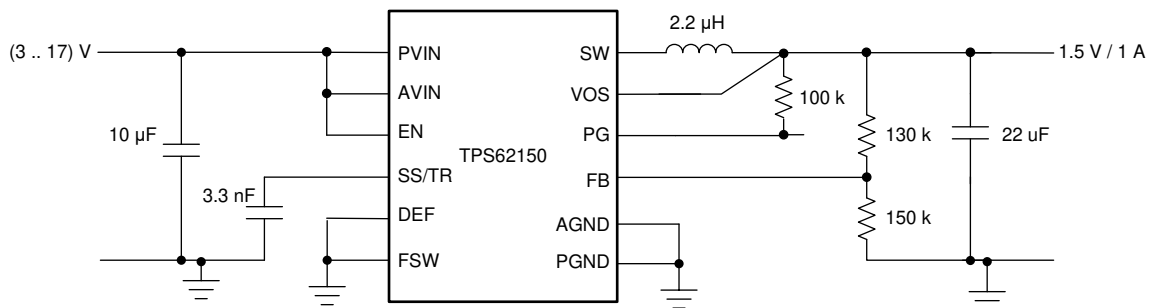 2.2 µH
(3 .. 17) V
PVIN
SW
1.5 V / 1 A
AVIN
VOS
100 k
10 µF
EN
PG
130 k
22 uF
TPS62150
SS/TR
FB
3.3 nF
DEF
AGND
150 k
FSW
PGND